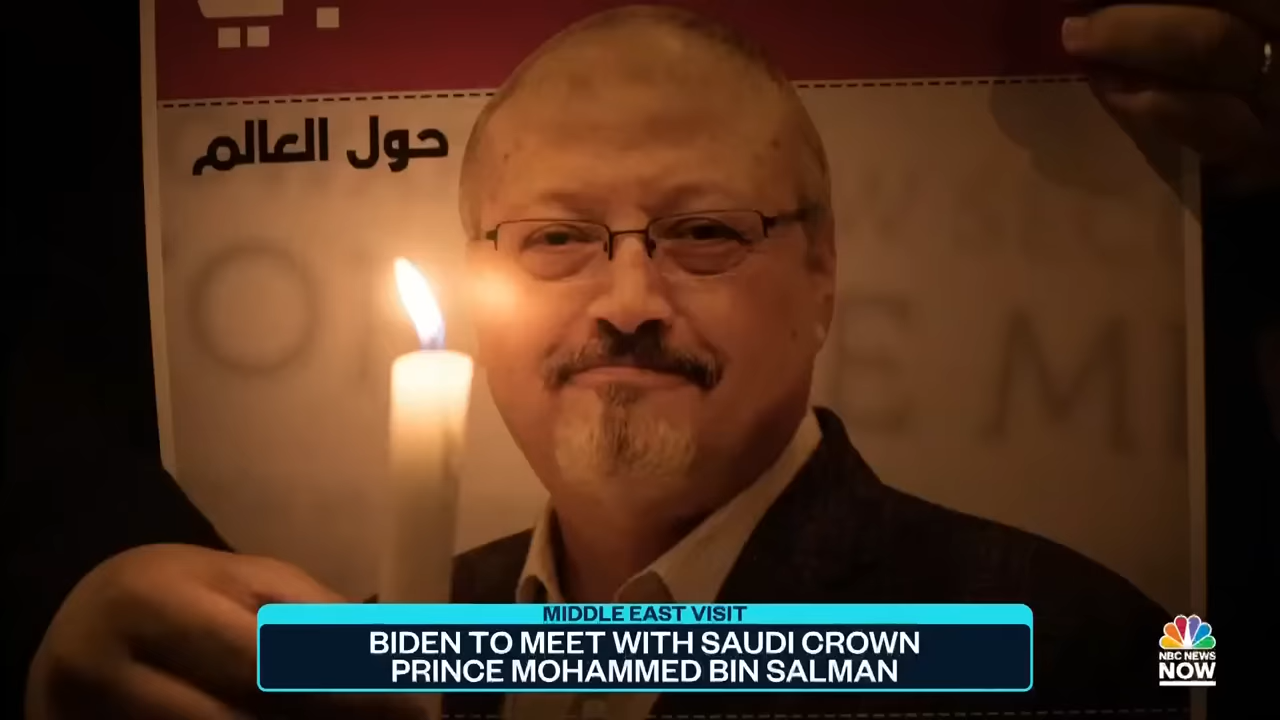 حول العالم
MIDDLE EAST VISIT
BIDEN TO MEET WITH SAUDI CROWN
PRINCE MOHAMMED BIN SALMAN
NBC NEWS
NOW